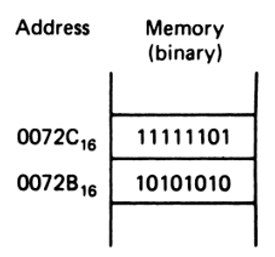 Address Memory
(binary)
0072C₁₆ 11111101
0072B₁₆ 10101010